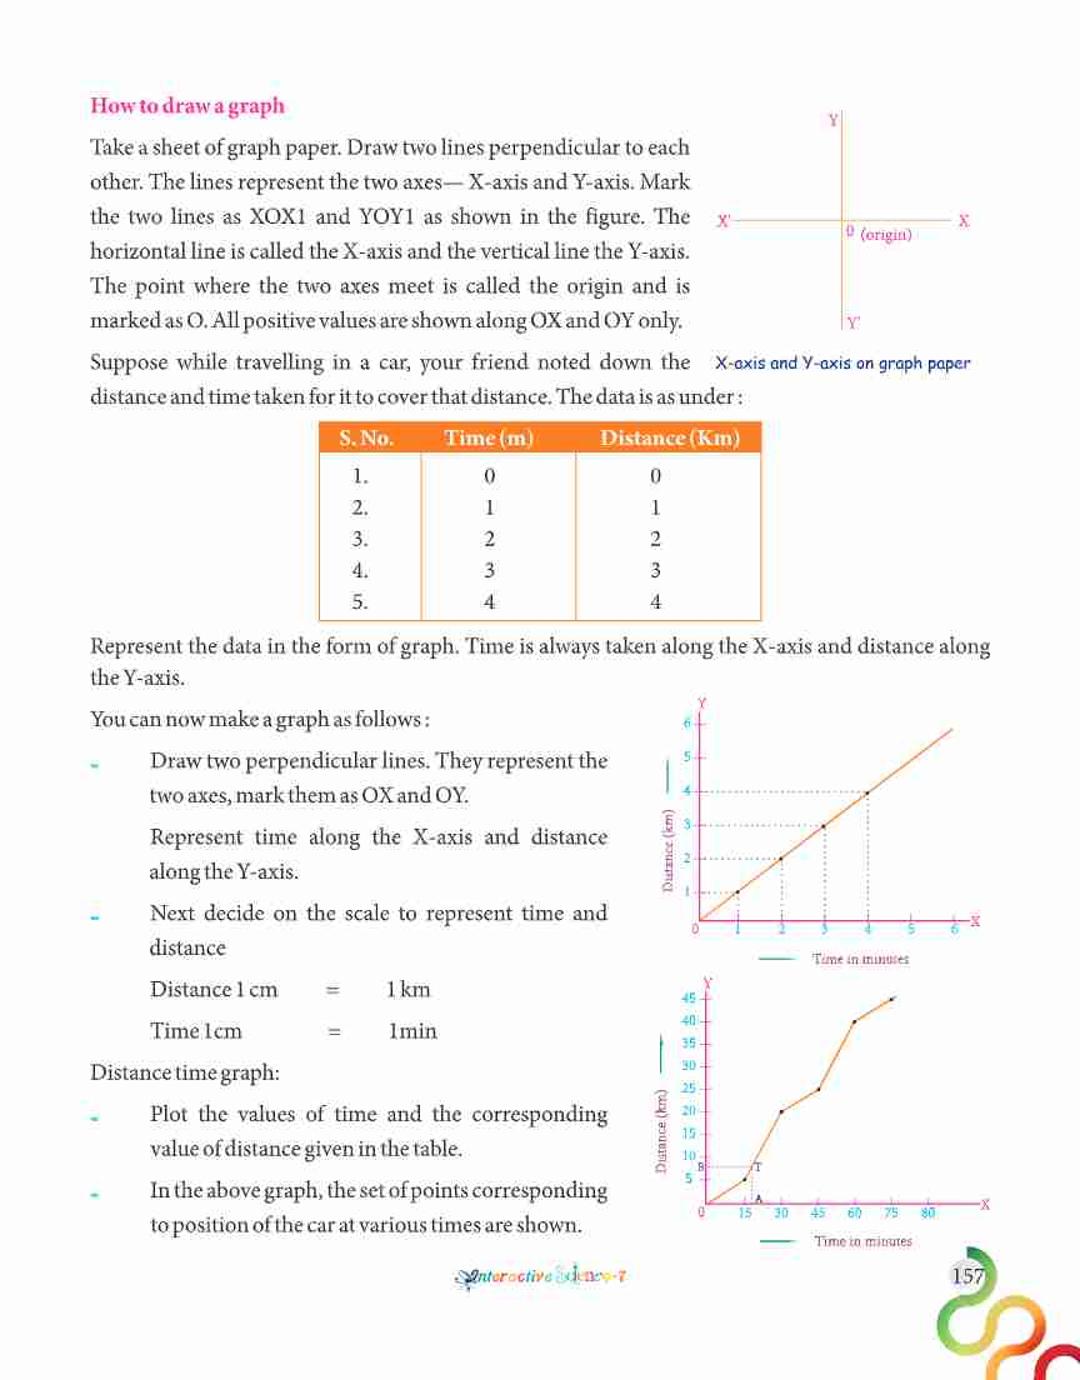 How to draw a graph
Take a sheet of graph paper. Draw two lines perpendicular to each
other. The lines represent the two axes— X-axis and Y-axis. Mark
the two lines as XOX1 and YOY1 as shown in the figure. The
horizontal line is called the X-axis and the vertical line the Y-axis.
The point where the two axes meet is called the origin and is
marked as O. All positive values are shown along OX and OY only.
Y
X' X
0 (origin)
Y'
X-axis and Y-axis on graph paper
Suppose while travelling in a car, your friend noted down the
distance and time taken for it to cover that distance. The data is as under :
S. No. Time (m) Distance (Km)
1. 0 0
2. 1 1
3. 2 2
4. 3 3
5. 4 4
Represent the data in the form of graph. Time is always taken along the X-axis and distance along
the Y-axis.
You can now make a graph as follows :
- Draw two perpendicular lines. They represent the
two axes, mark them as OX and OY.
Represent time along the X-axis and distance
along the Y-axis.
- Next decide on the scale to represent time and
distance
Distance 1 cm = 1 km
Time 1cm = 1min
Distance time graph:
- Plot the values of time and the corresponding
value of distance given in the table.
- In the above graph, the set of points corresponding
to position of the car at various times are shown.
Y
6
5
4
3
2
1
Distance (km)
0 1 2 3 4 5 6 X
Time in minutes
Y
45
40
35
30
25
20
15
10
B T
5
A
Distance (km)
0 15 30 45 60 75 80 X
Time in minutes
Interactive Science-7
157